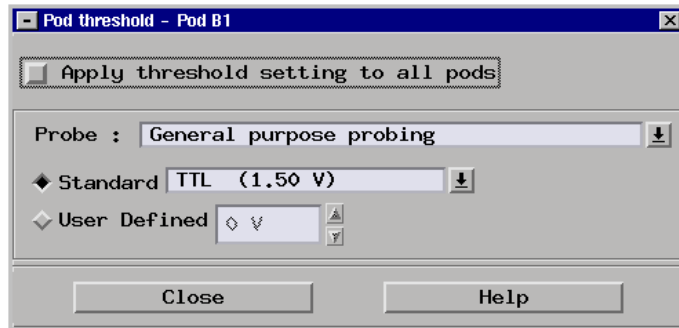 Pod threshold - Pod B1
Apply threshold setting to all pods
Probe : General purpose probing
Standard TTL (1.50 V)
User Defined 0 V
Close Help